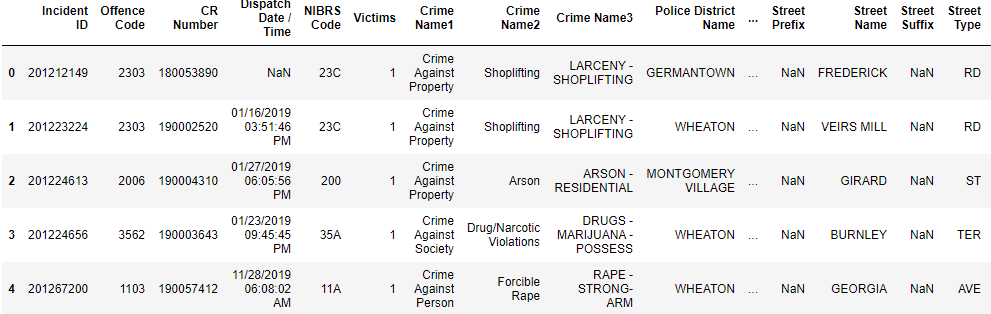 Incident ID Offence Code CR Number Dispatch Date / Time NIBRS Code Victims Crime Name1 Crime Name2 Crime Name3 Police District Name ... Street Prefix Street Name Street Suffix Street Type
0 201212149 2303 180053890 NaN 23C 1 Crime Against Property Shoplifting LARCENY - SHOPLIFTING GERMANTOWN ... NaN FREDERICK NaN RD
1 201223224 2303 190002520 01/16/2019 03:51:46 PM 23C 1 Crime Against Property Shoplifting LARCENY - SHOPLIFTING WHEATON ... NaN VEIRS MILL NaN RD
2 201224613 2006 190004310 01/27/2019 06:05:56 PM 200 1 Crime Against Property Arson ARSON - RESIDENTIAL MONTGOMERY VILLAGE ... NaN GIRARD NaN ST
3 201224656 3562 190003643 01/23/2019 09:45:45 PM 35A 1 Crime Against Society Drug/Narcotic Violations DRUGS - MARIJUANA - POSSESS WHEATON ... NaN BURNLEY NaN TER
4 201267200 1103 190057412 11/28/2019 06:08:02 AM 11A 1 Crime Against Person Forcible Rape RAPE - STRONG-ARM WHEATON ... NaN GEORGIA NaN AVE